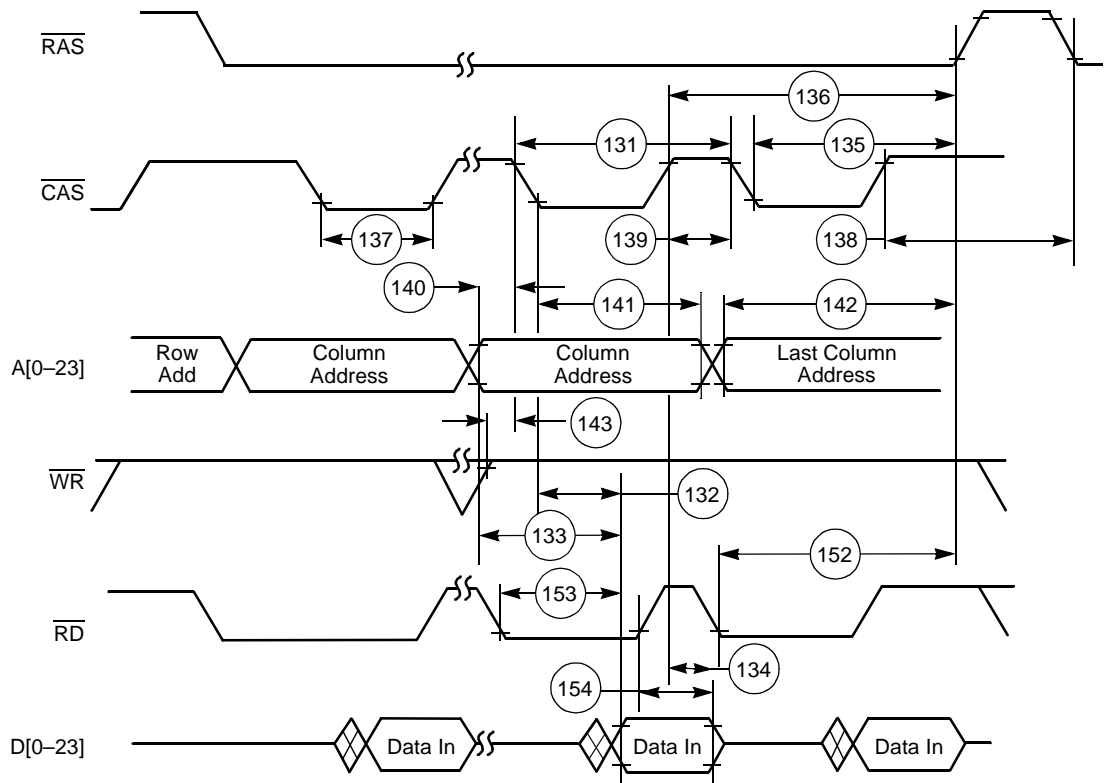 RAS
136
131
135
CAS
137
139
138
140
141
142
A[0–23]
Row
Add
Column
Address
Column
Address
Last Column
Address
143
WR
132
133
152
153
RD
134
154
D[0–23]
Data In
Data In
Data In